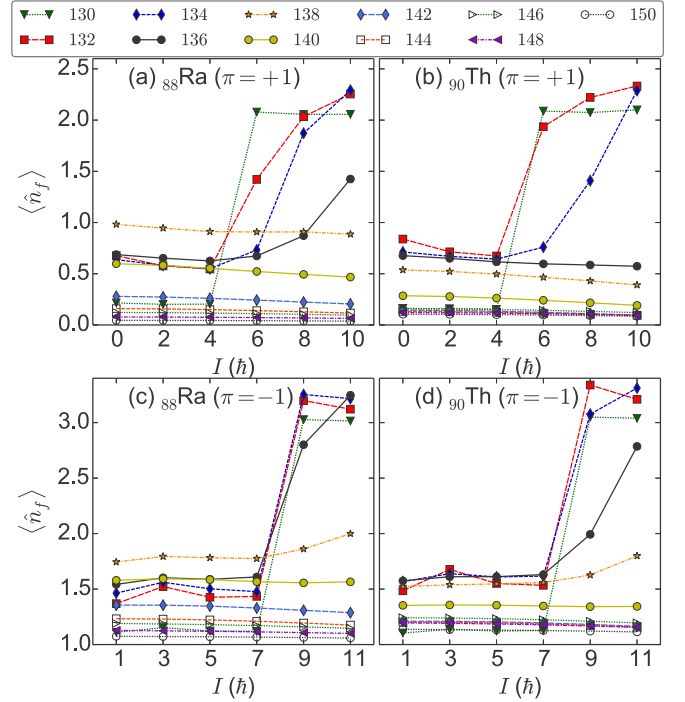 130 134 138 142 146 150
132 136 140 144 148
(a) ₈₈Ra (π = +1) (b) ₉₀Th (π = +1)
2.5
2.0
1.5
1.0
0.5
0.0
⟨n̂_f⟩
0 2 4 6 8 10 0 2 4 6 8 10
I (ħ) I (ħ)
(c) ₈₈Ra (π = −1) (d) ₉₀Th (π = −1)
3.0
2.5
2.0
1.5
1.0
⟨n̂_f⟩
1 3 5 7 9 11 1 3 5 7 9 11
I (ħ) I (ħ)